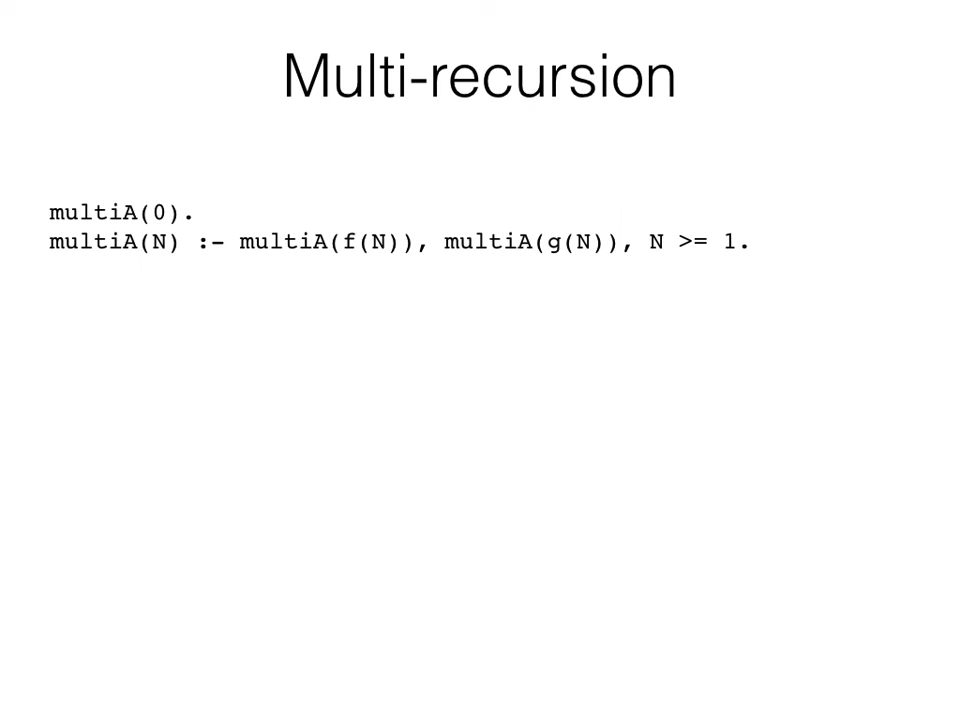 Multi-recursion
multiA(0).
multiA(N) :- multiA(f(N)), multiA(g(N)), N >= 1.